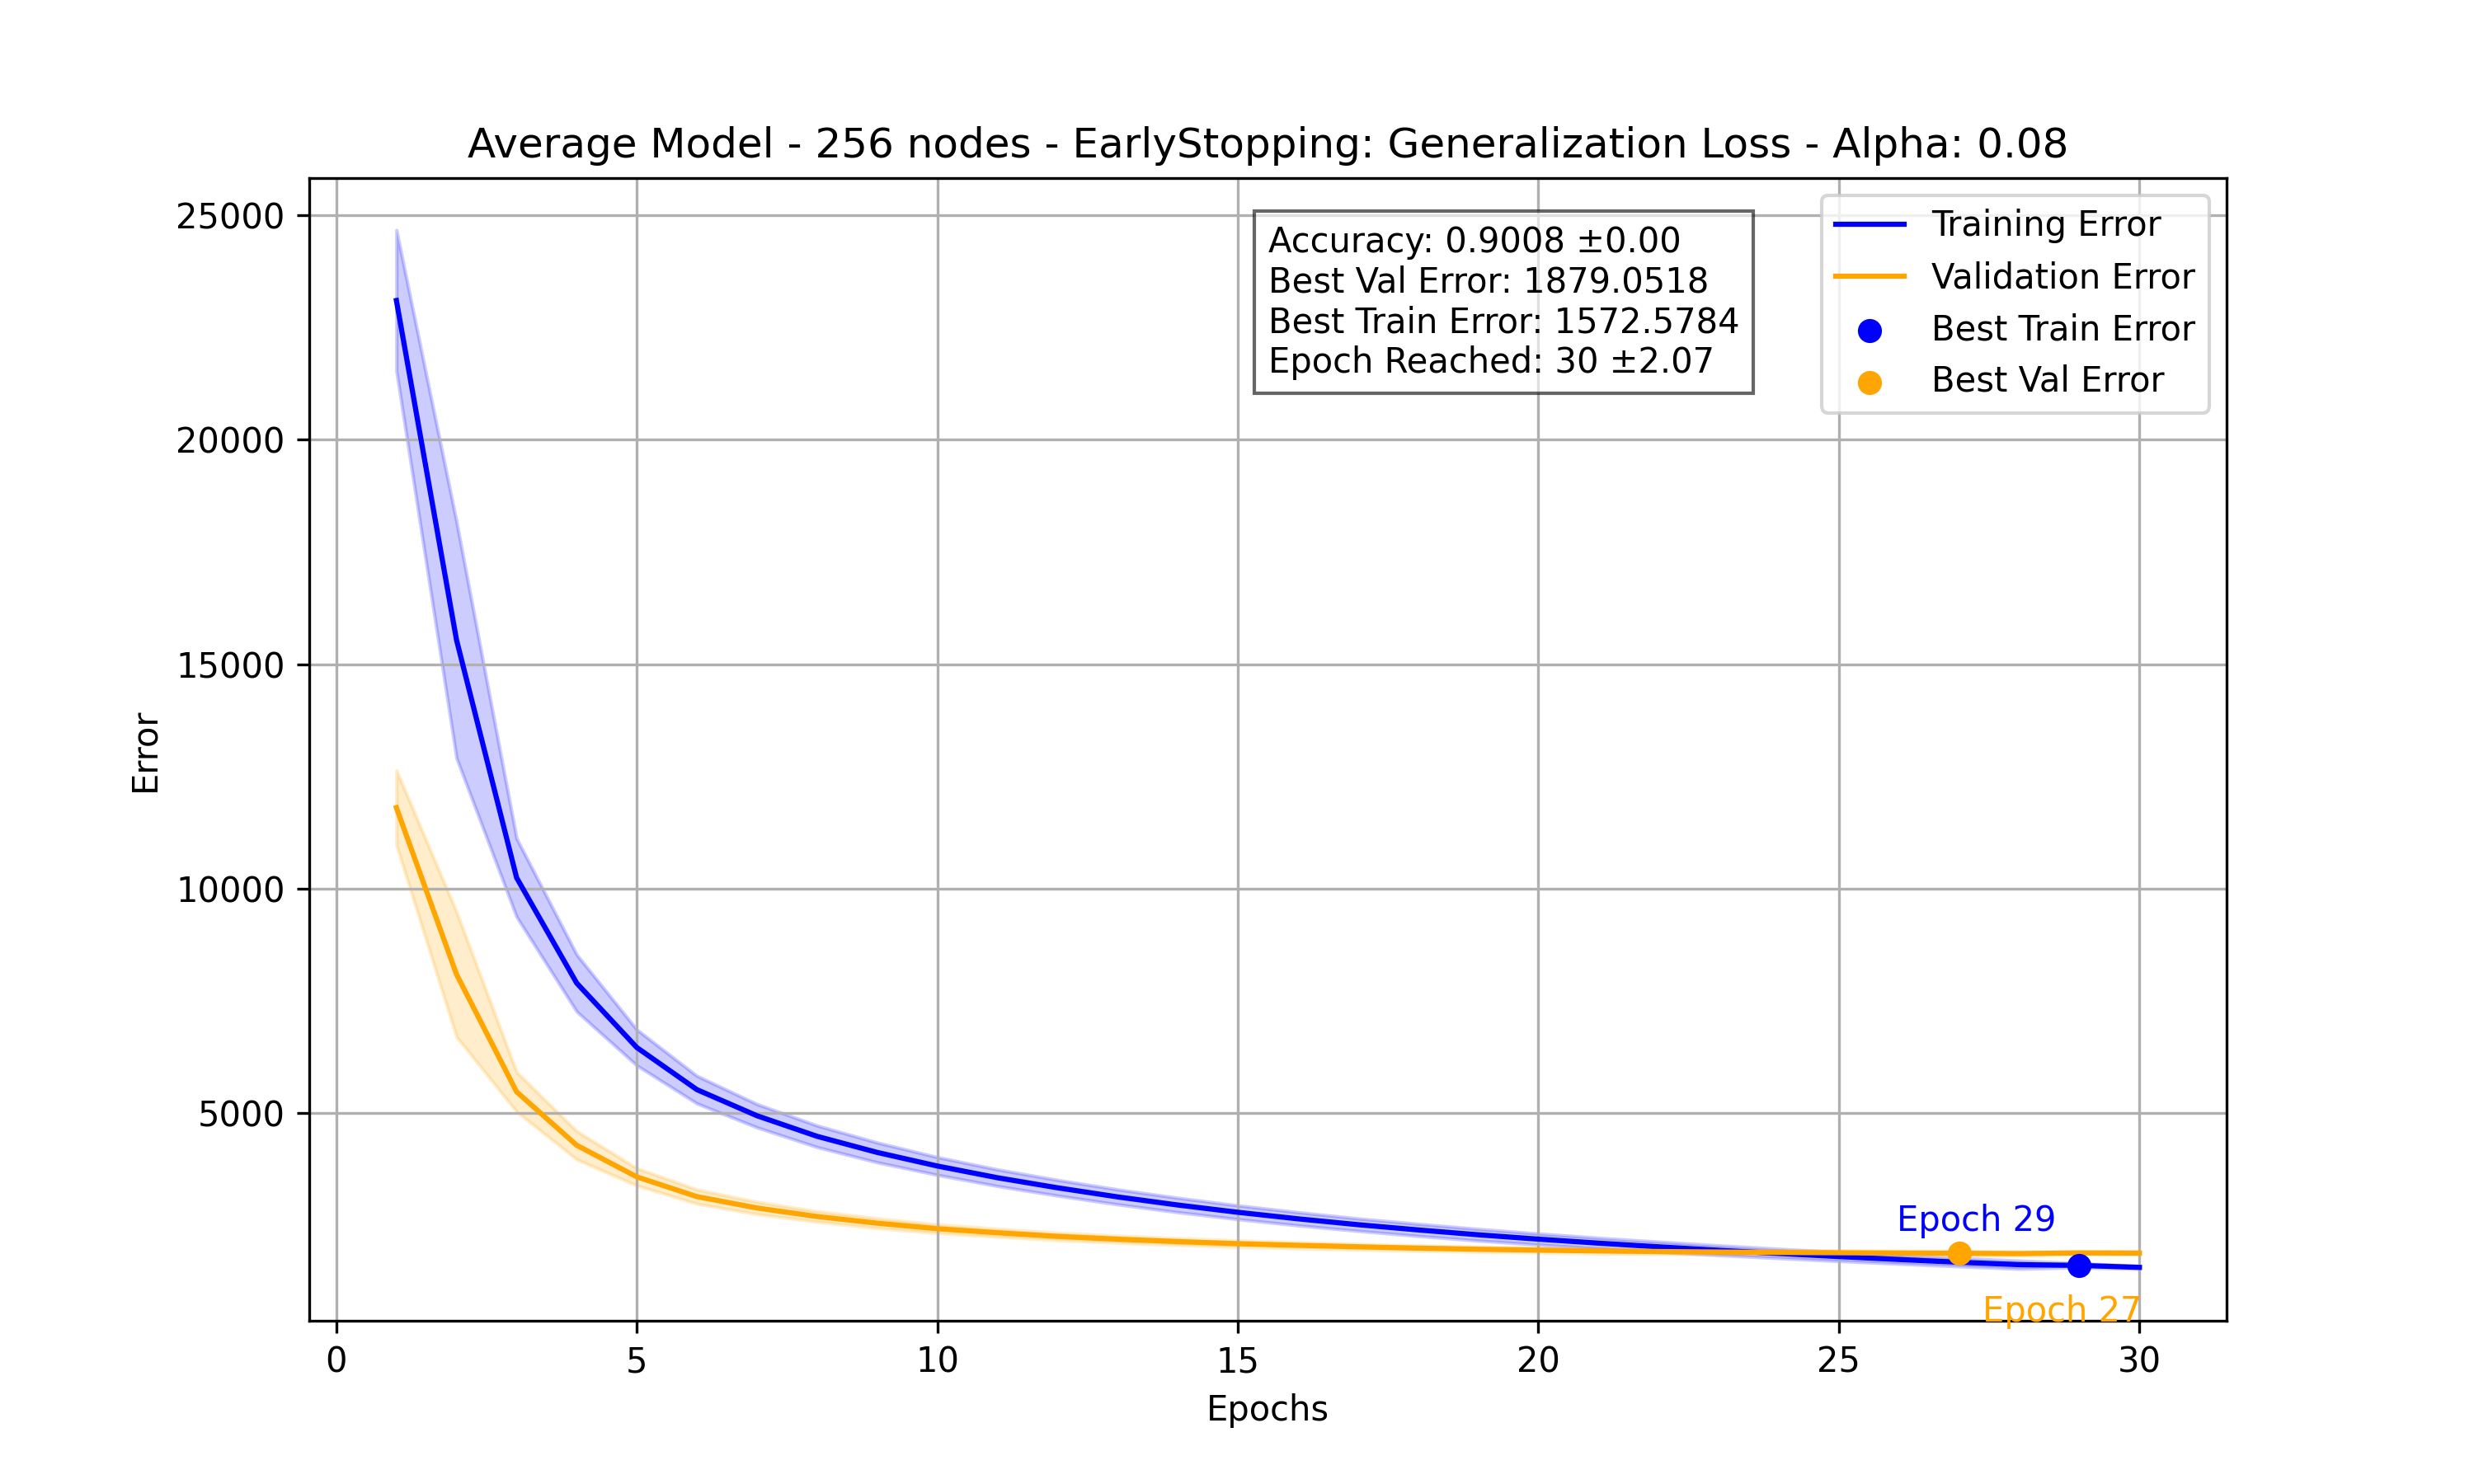 Average Model - 256 nodes - EarlyStopping: Generalization Loss - Alpha: 0.08
25000
20000
15000
10000
5000
Error
Accuracy: 0.9008 ±0.00
Best Val Error: 1879.0518
Best Train Error: 1572.5784
Epoch Reached: 30 ±2.07
Training Error
Validation Error
Best Train Error
Best Val Error
Epoch 29
Epoch 27
0 5 10 15 20 25 30
Epochs